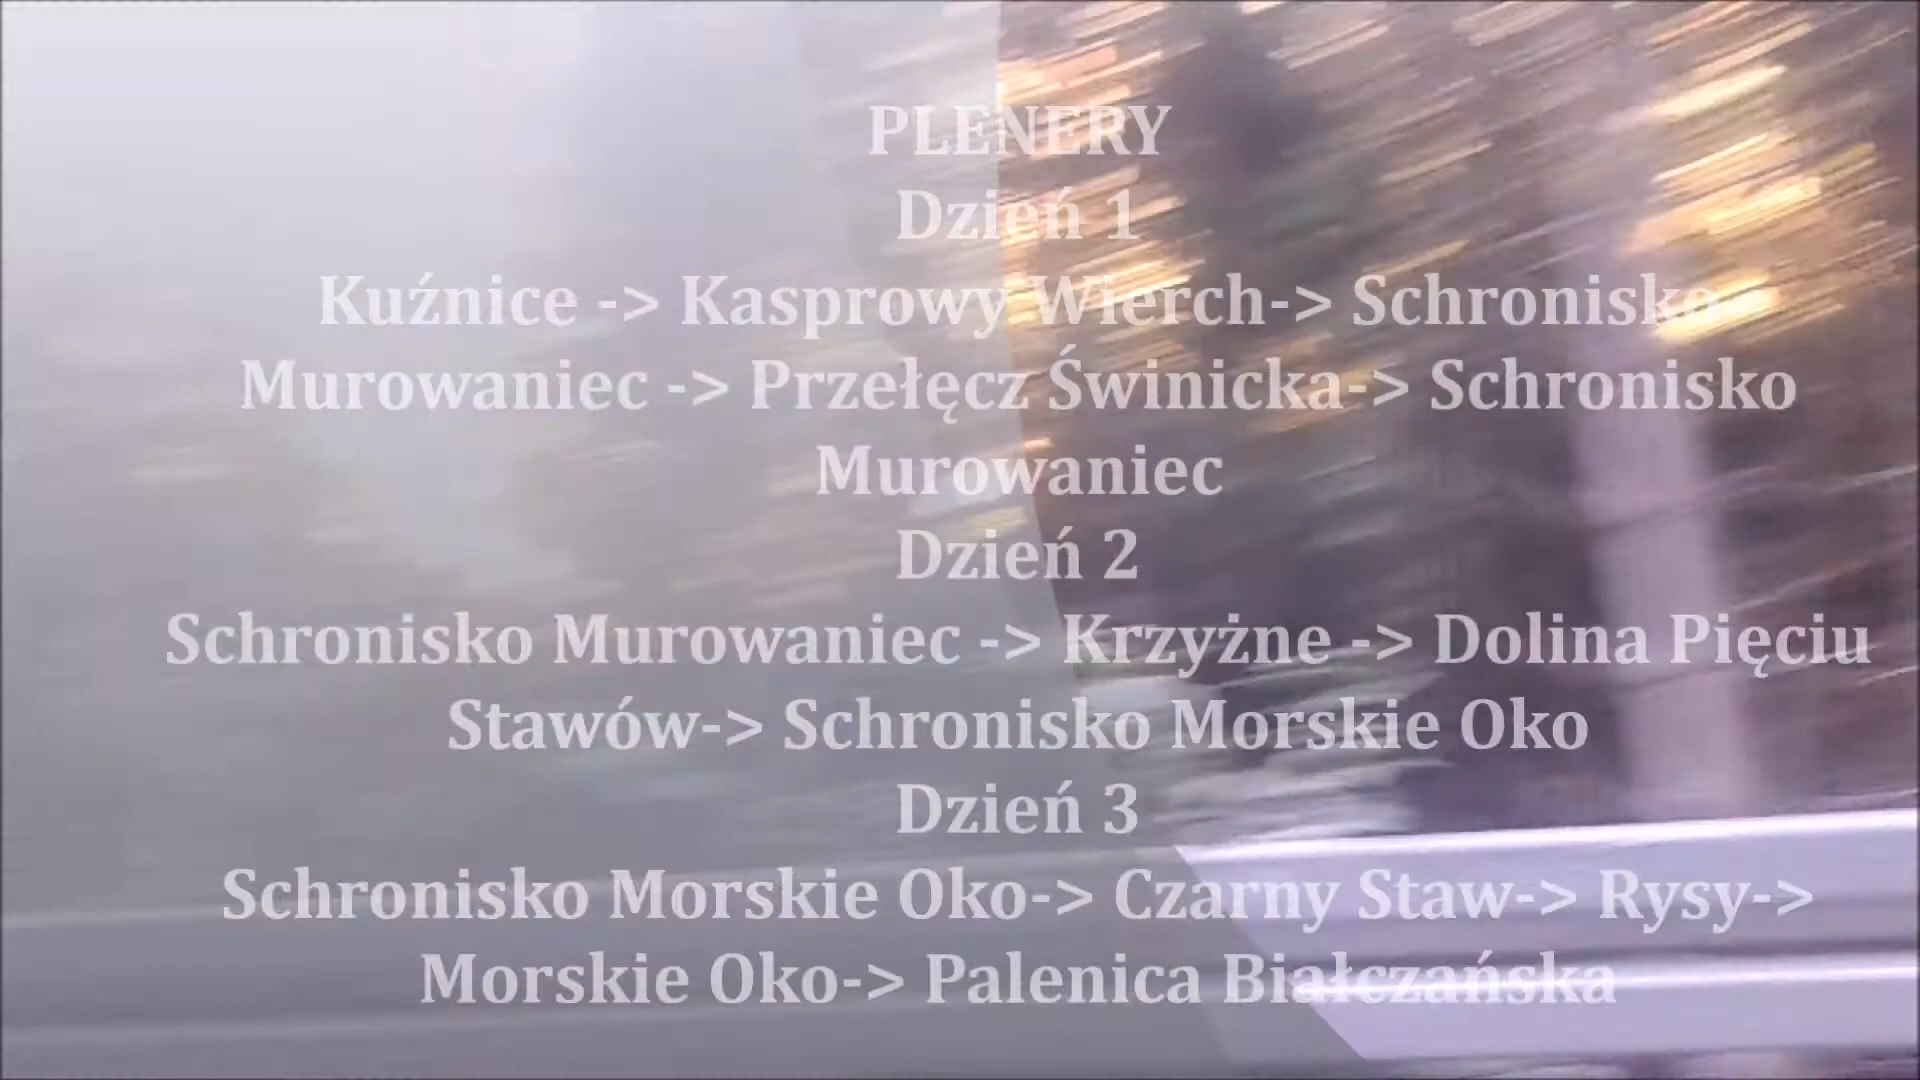 PLENERY
Dzień 1
Kuźnice -> Kasprowy Wierch-> Schronisko
Murowaniec -> Przełęcz Świnicka-> Schronisko
Murowaniec
Dzień 2
Schronisko Murowaniec -> Krzyżne -> Dolina Pięciu
Stawów-> Schronisko Morskie Oko
Dzień 3
Schronisko Morskie Oko-> Czarny Staw-> Rysy->
Morskie Oko-> Palenica Białczańska